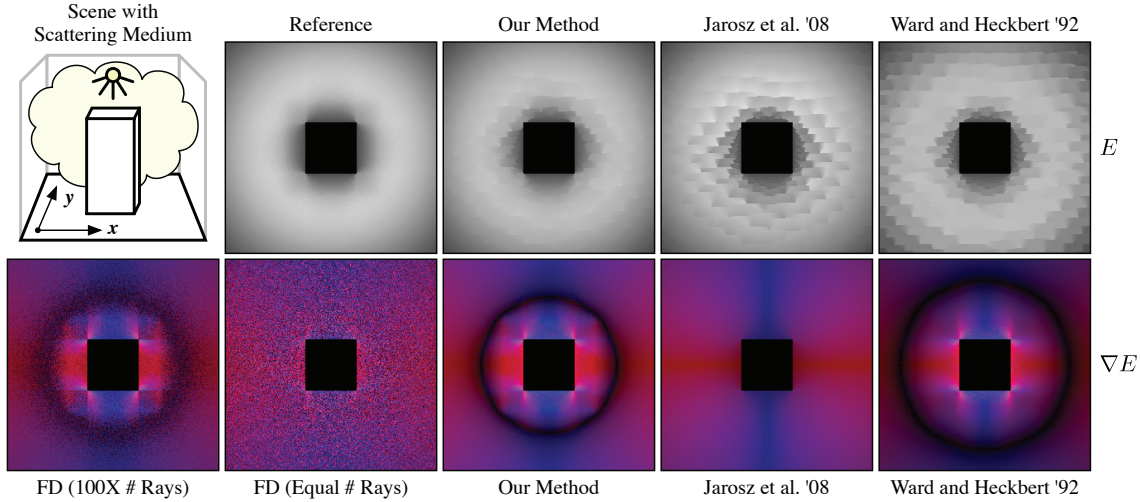 Scene with
Scattering Medium
Reference
Our Method
Jarosz et al. '08
Ward and Heckbert '92
y
x
E
∇E
FD (100X # Rays)
FD (Equal # Rays)
Our Method
Jarosz et al. '08
Ward and Heckbert '92